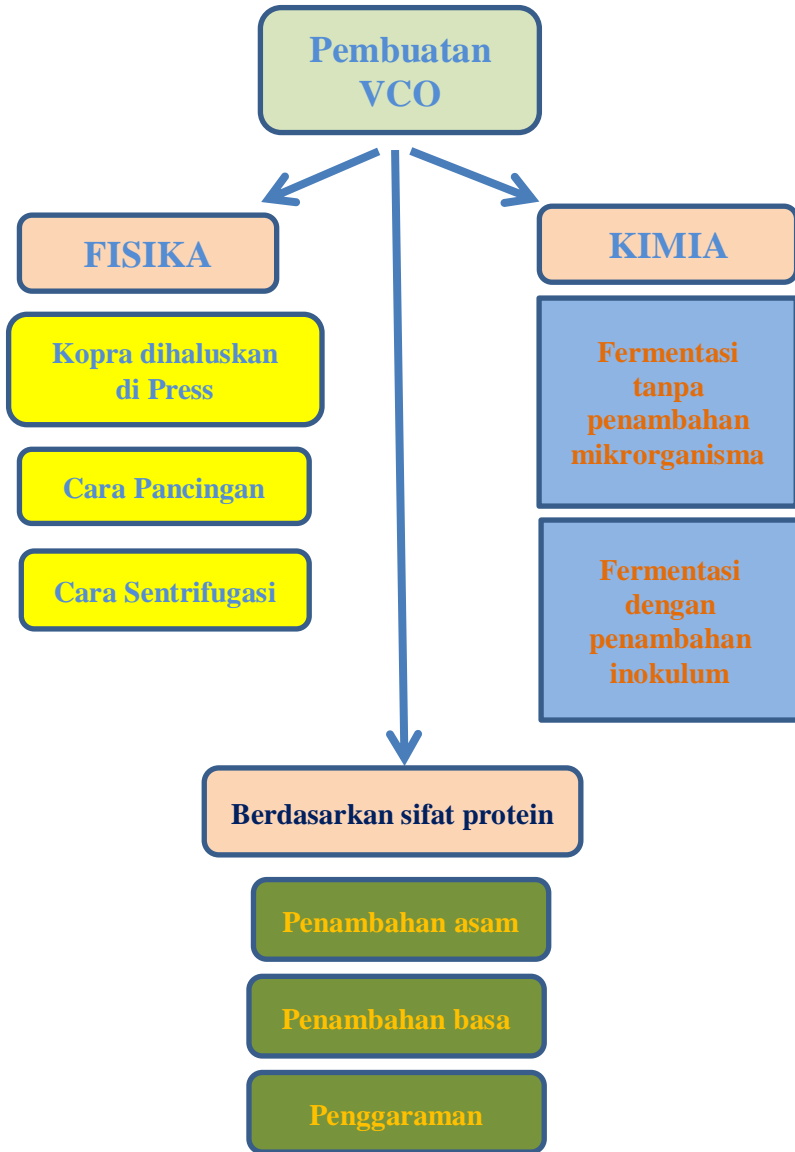 Pembuatan
VCO
FISIKA
KIMIA
Kopra dihaluskan
di Press
Cara Pancingan
Cara Sentrifugasi
Fermentasi
tanpa
penambahan
mikrorganisma
Fermentasi
dengan
penambahan
inokulum
Berdasarkan sifat protein
Penambahan asam
Penambahan basa
Penggaraman